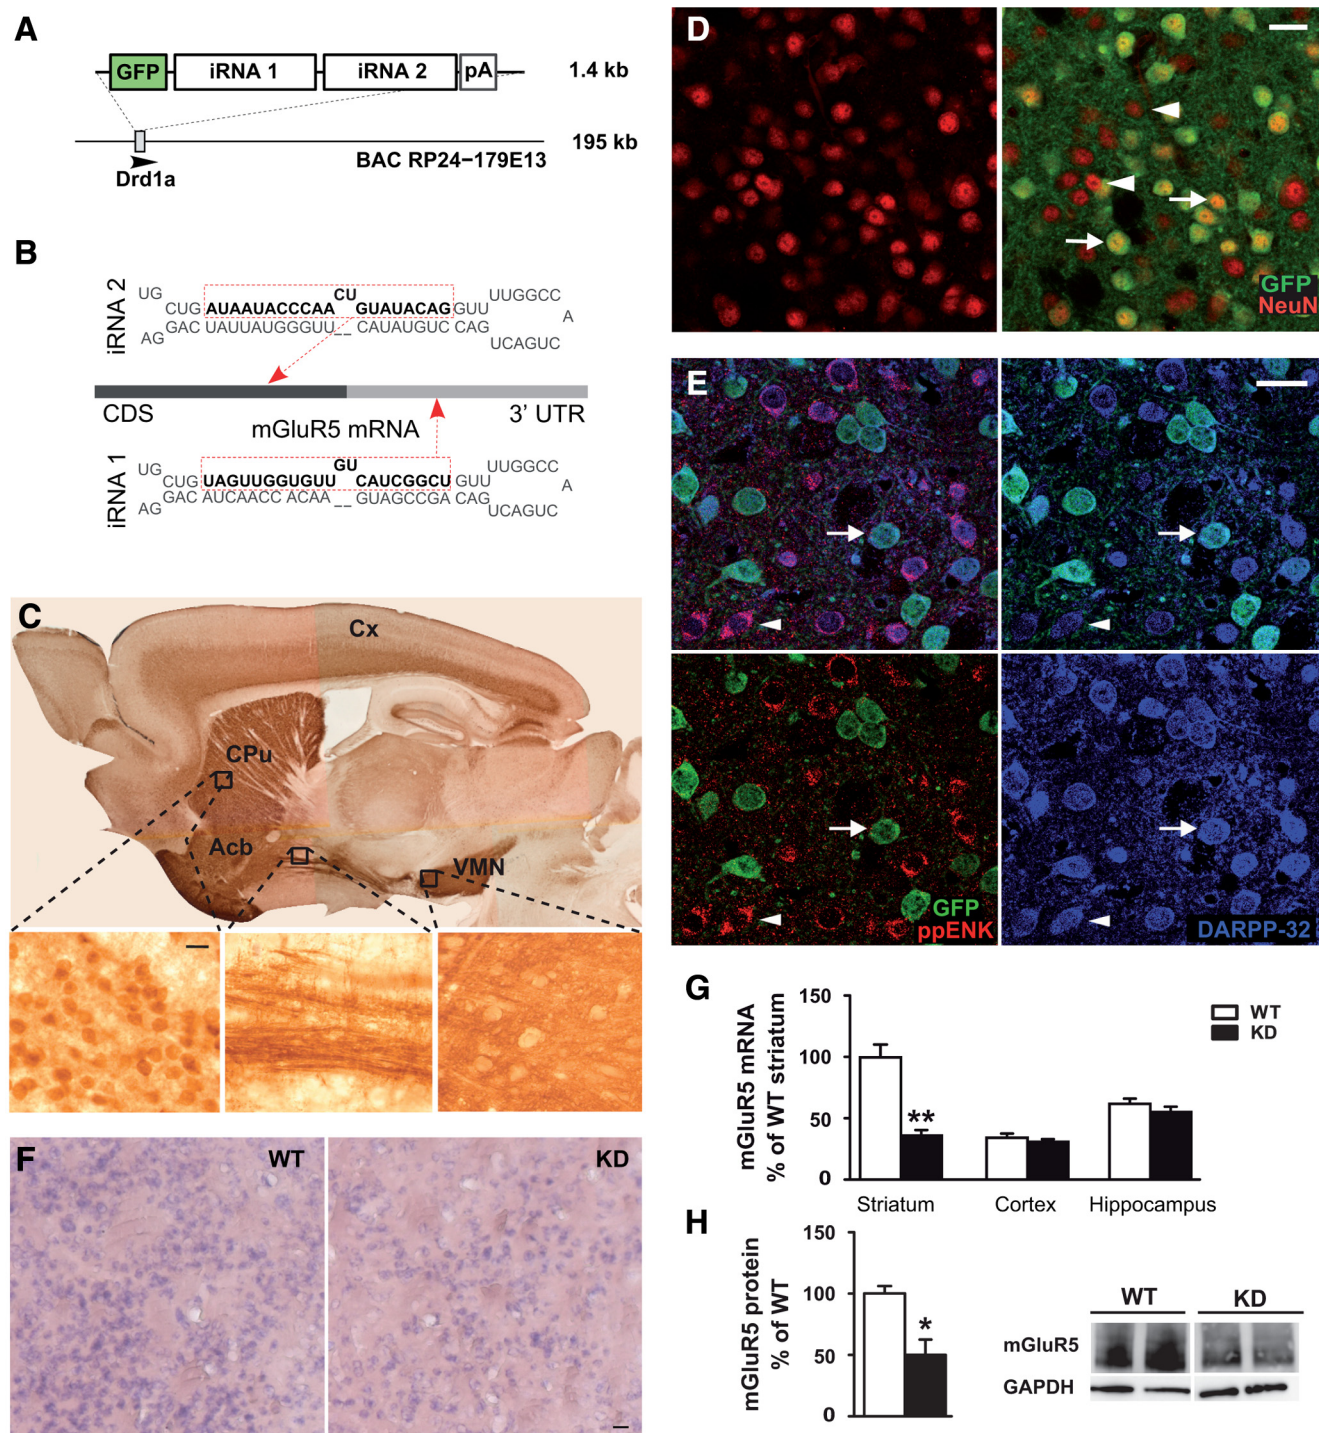 A
GFP
iRNA 1
iRNA 2
pA
1.4 kb
195 kb
BAC RP24−179E13
Drd1a
B
iRNA 2
UG
CUG
AUAAUACCCAA
CU
GUAUACAG
GUU
UUGGCC
A
GAC
UAUUAUGGGUU
__
CAUAUGUC
CAG
AG
UCAGUC
CDS
3' UTR
mGluR5 mRNA
iRNA 1
UG
CUG
UAGUUGGUGUU
GU
CAUCGGCU
GUU
UUGGCC
A
GAC
AUCAACC ACAA
__
GUAGCCGA
CAG
AG
UCAGUC
C
Cx
CPu
Acb
VMN
D
GFP
NeuN
E
GFP
ppENK
DARPP-32
F
WT
KD
G
mGluR5 mRNA
% of WT striatum
150
100
50
0
**
WT
KD
Striatum
Cortex
Hippocampus
H
mGluR5 protein
% of WT
150
100
50
0
*
WT
KD
mGluR5
GAPDH